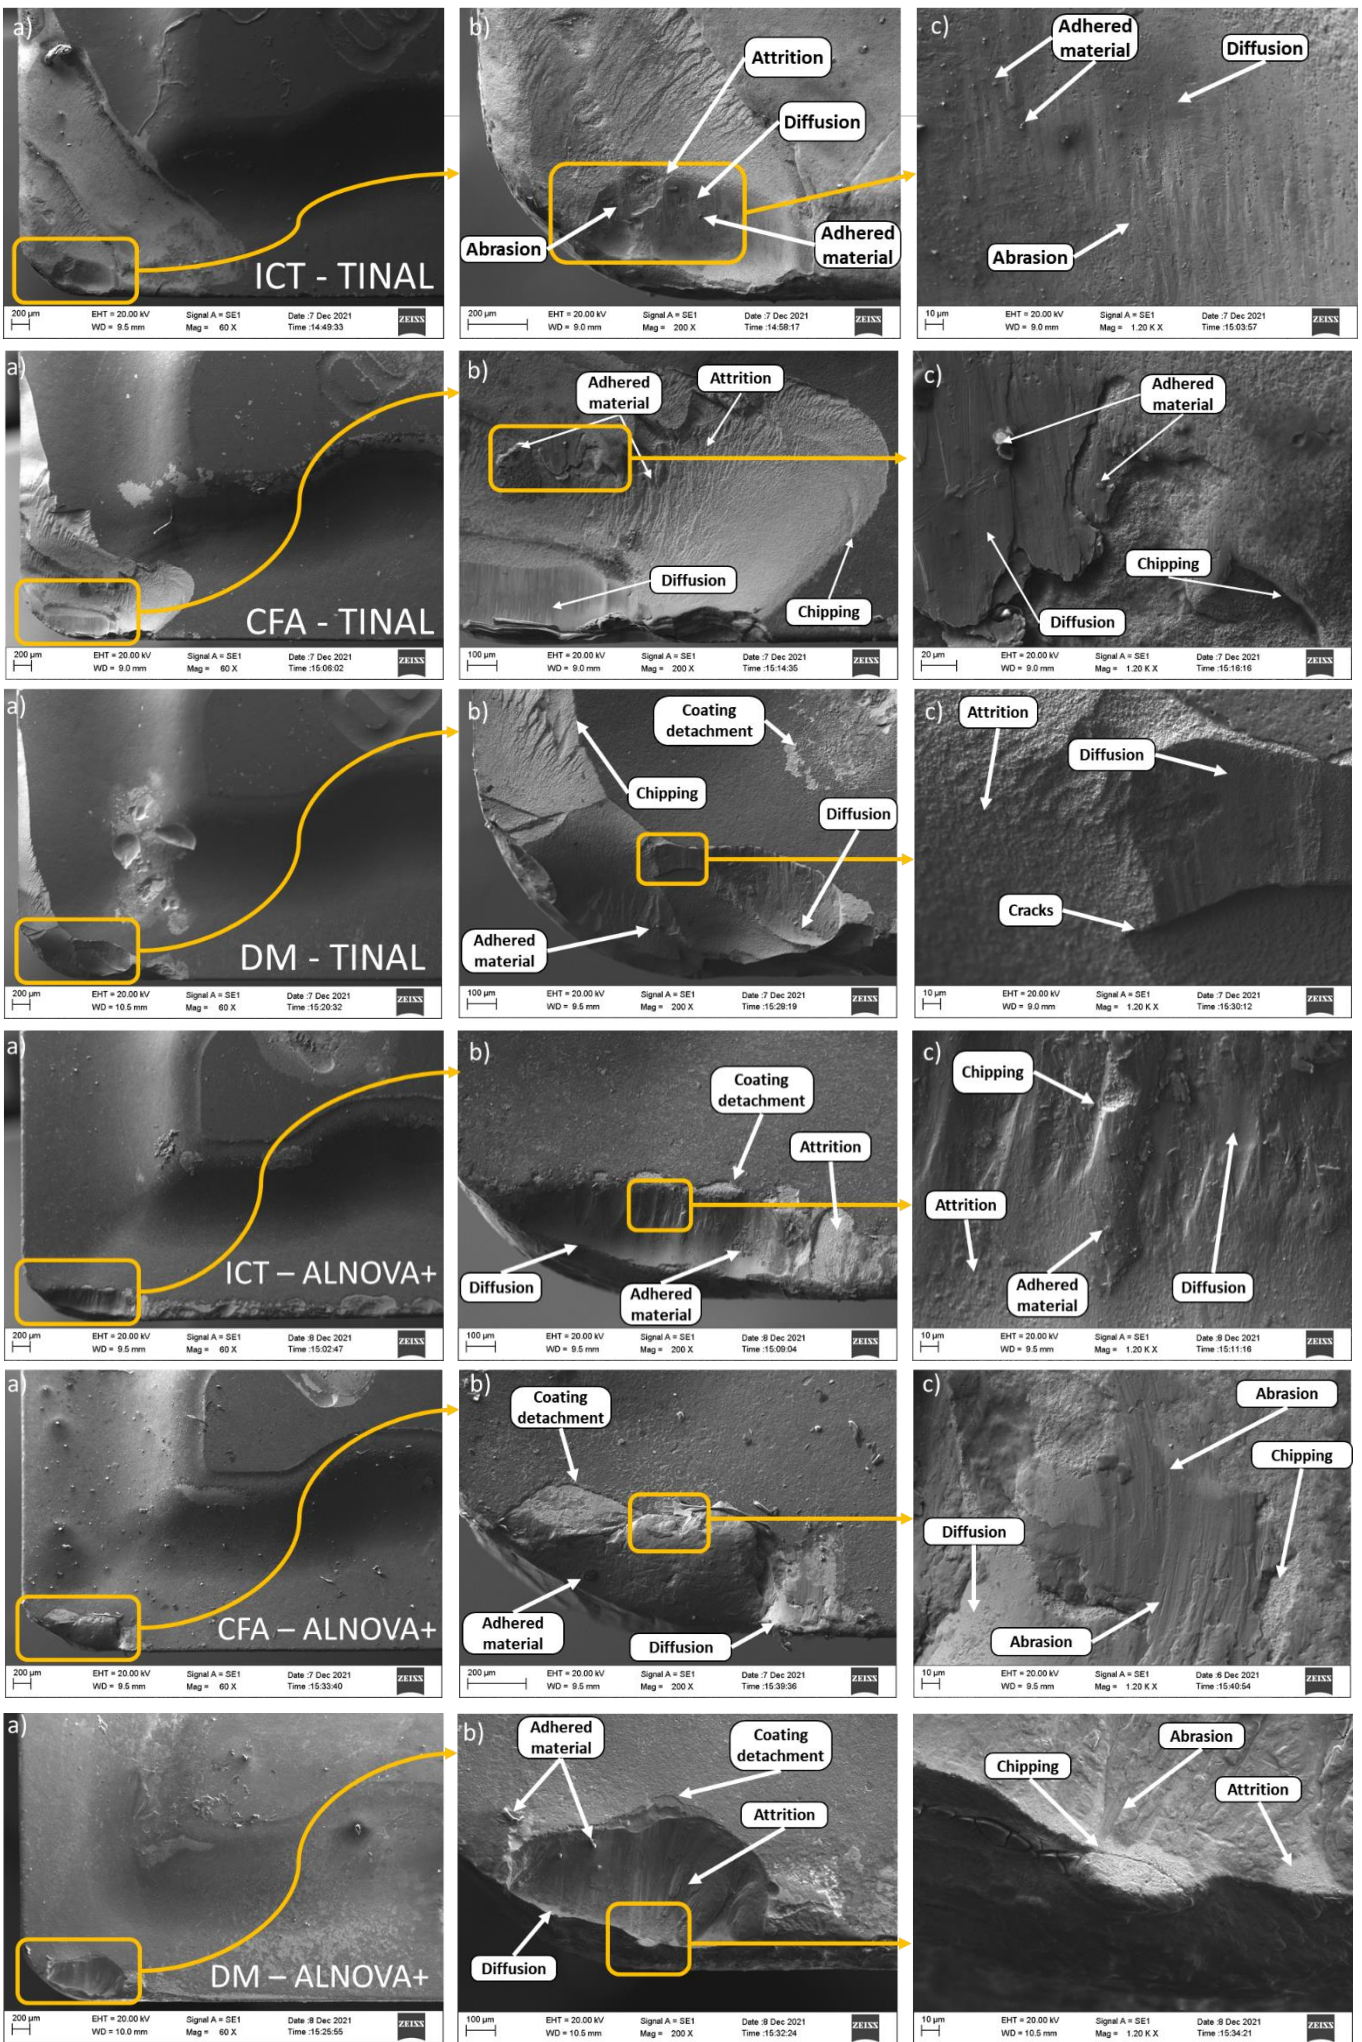 a)
ICT - TINAL
200 µm
EHT = 20.00 kV
WD = 9.5 mm
Signal A = SE1
Mag = 60 X
Date :7 Dec 2021
Time :14:49:33
ZEISS
b)
Attrition
Diffusion
Abrasion
Adhered
material
200 µm
EHT = 20.00 kV
WD = 9.0 mm
Signal A = SE1
Mag = 200 X
Date :7 Dec 2021
Time :14:58:17
ZEISS
c)
Adhered
material
Diffusion
Abrasion
10 µm
EHT = 20.00 kV
WD = 9.0 mm
Signal A = SE1
Mag = 1.20 K X
Date :7 Dec 2021
Time :15:03:57
ZEISS
a)
CFA - TINAL
200 µm
EHT = 20.00 kV
WD = 9.0 mm
Signal A = SE1
Mag = 60 X
Date :7 Dec 2021
Time :15:06:02
ZEISS
b)
Adhered
material
Attrition
Diffusion
Chipping
100 µm
EHT = 20.00 kV
WD = 9.0 mm
Signal A = SE1
Mag = 200 X
Date :7 Dec 2021
Time :15:14:35
ZEISS
c)
Adhered
material
Chipping
Diffusion
20 µm
EHT = 20.00 kV
WD = 9.0 mm
Signal A = SE1
Mag = 1.20 K X
Date :7 Dec 2021
Time :15:16:16
ZEISS
a)
DM - TINAL
200 µm
EHT = 20.00 kV
WD = 10.5 mm
Signal A = SE1
Mag = 60 X
Date :7 Dec 2021
Time :15:20:32
ZEISS
b)
Coating
detachment
Chipping
Diffusion
Adhered
material
100 µm
EHT = 20.00 kV
WD = 9.5 mm
Signal A = SE1
Mag = 200 X
Date :7 Dec 2021
Time :15:28:19
ZEISS
c)
Attrition
Diffusion
Cracks
10 µm
EHT = 20.00 kV
WD = 9.0 mm
Signal A = SE1
Mag = 1.20 K X
Date :7 Dec 2021
Time :15:30:12
ZEISS
a)
ICT – ALNOVA+
200 µm
EHT = 20.00 kV
WD = 9.5 mm
Signal A = SE1
Mag = 60 X
Date :8 Dec 2021
Time :15:02:47
ZEISS
b)
Coating
detachment
Attrition
Diffusion
Adhered
material
100 µm
EHT = 20.00 kV
WD = 9.5 mm
Signal A = SE1
Mag = 200 X
Date :8 Dec 2021
Time :15:09:04
ZEISS
c)
Chipping
Attrition
Adhered
material
Diffusion
10 µm
EHT = 20.00 kV
WD = 9.5 mm
Signal A = SE1
Mag = 1.20 K X
Date :8 Dec 2021
Time :15:11:16
ZEISS
a)
CFA – ALNOVA+
200 µm
EHT = 20.00 kV
WD = 9.5 mm
Signal A = SE1
Mag = 60 X
Date :7 Dec 2021
Time :15:33:40
ZEISS
b)
Coating
detachment
Adhered
material
Diffusion
200 µm
EHT = 20.00 kV
WD = 9.5 mm
Signal A = SE1
Mag = 200 X
Date :7 Dec 2021
Time :15:39:36
ZEISS
c)
Abrasion
Chipping
Diffusion
Abrasion
10 µm
EHT = 20.00 kV
WD = 9.5 mm
Signal A = SE1
Mag = 1.20 K X
Date :6 Dec 2021
Time :15:40:54
ZEISS
a)
DM – ALNOVA+
200 µm
EHT = 20.00 kV
WD = 10.0 mm
Signal A = SE1
Mag = 60 X
Date :8 Dec 2021
Time :15:25:55
ZEISS
b)
Adhered
material
Coating
detachment
Attrition
Diffusion
100 µm
EHT = 20.00 kV
WD = 10.5 mm
Signal A = SE1
Mag = 200 X
Date :8 Dec 2021
Time :15:32:24
ZEISS
Abrasion
Chipping
Attrition
10 µm
EHT = 20.00 kV
WD = 10.5 mm
Signal A = SE1
Mag = 1.20 K X
Date :8 Dec 2021
Time :15:34:21
ZEISS